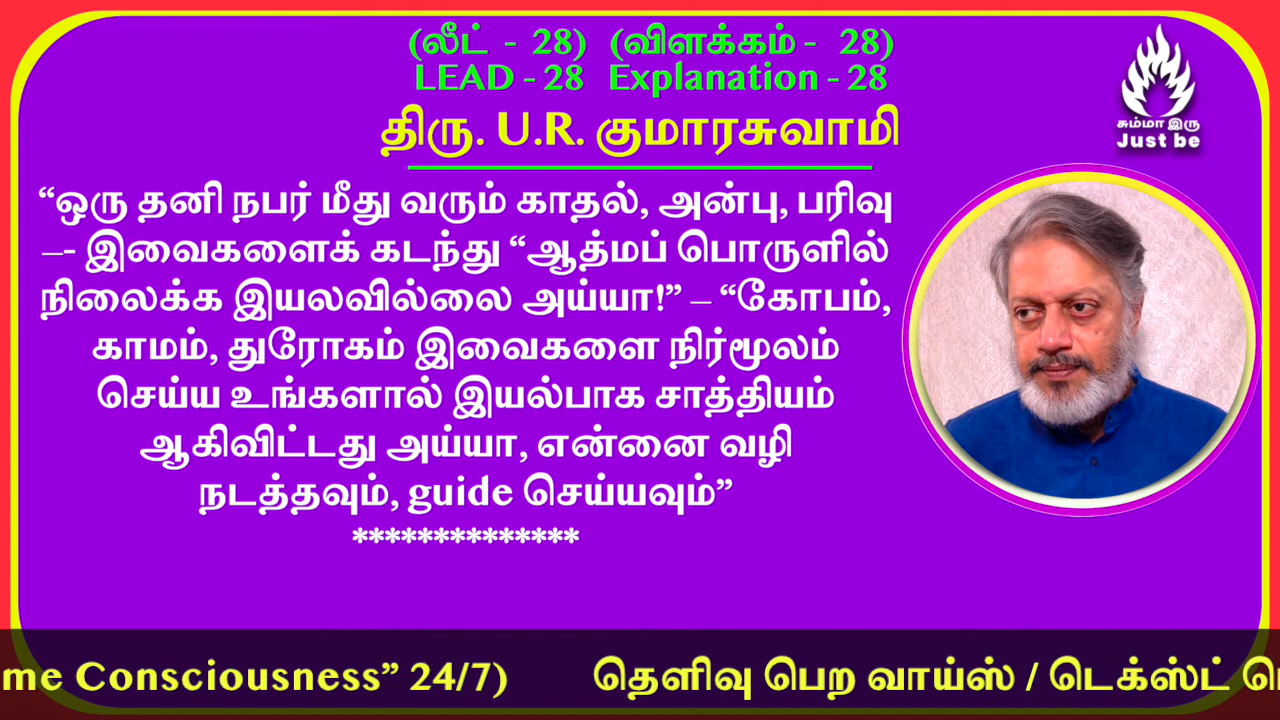 (லீட் - 28) (விளக்கம் - 28)
LEAD - 28 Explanation - 28
திரு. U.R. குமாரசுவாமி
சும்மா இரு
Just be
“ஒரு தனி நபர் மீது வரும் காதல், அன்பு, பரிவு
–- இவைகளைக் கடந்து “ஆத்மப் பொருளில்
நிலைக்க இயலவில்லை அய்யா!” – “கோபம்,
காமம், துரோகம் இவைகளை நிர்மூலம்
செய்ய உங்களால் இயல்பாக சாத்தியம்
ஆகிவிட்டது அய்யா, என்னை வழி
நடத்தவும், guide செய்யவும்”
**************
me Consciousness” 24/7) தெளிவு பெற வாய்ஸ் / டெக்ஸ்ட்